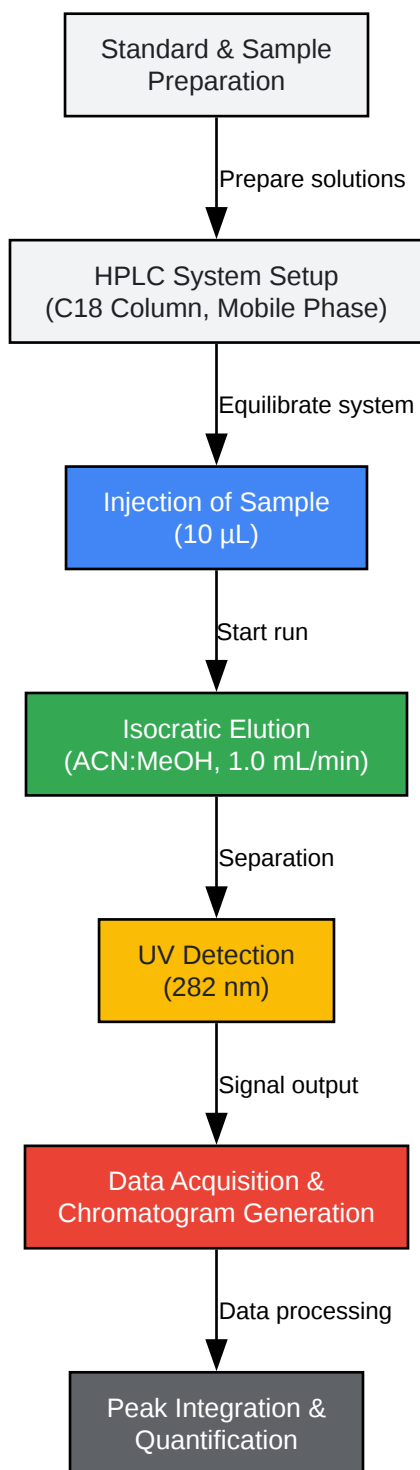 Standard & Sample
Preparation
Prepare solutions
HPLC System Setup
(C18 Column, Mobile Phase)
Equilibrate system
Injection of Sample
(10 µL)
Start run
Isocratic Elution
(ACN:MeOH, 1.0 mL/min)
Separation
UV Detection
(282 nm)
Signal output
Data Acquisition &
Chromatogram Generation
Data processing
Peak Integration &
Quantification